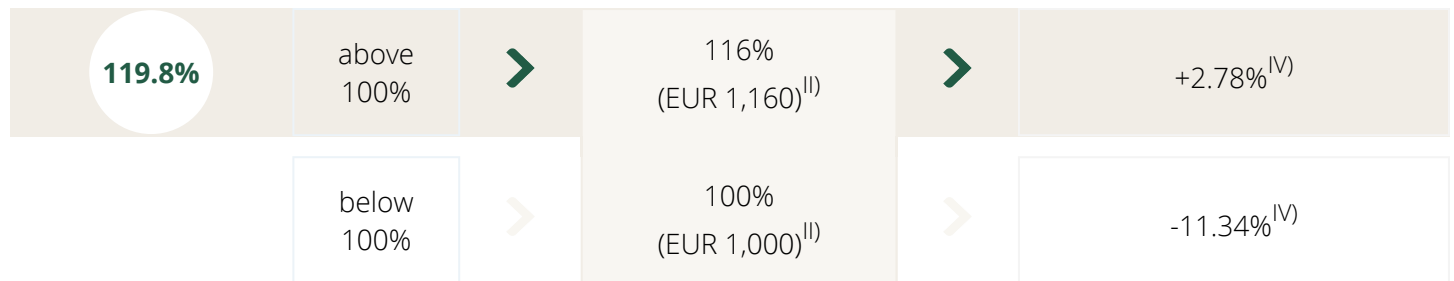 119.8%
above
100%
116%
(EUR 1,160)II)
+2.78%IV)
below
100%
100%
(EUR 1,000)II)
-11.34%IV)